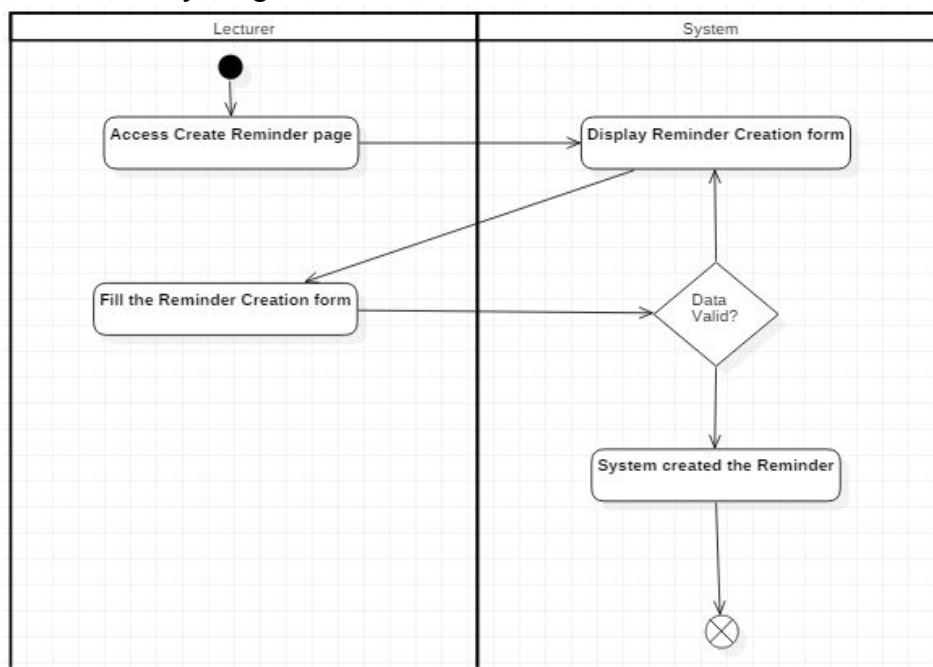 Lecturer
System
Access Create Reminder page
Display Reminder Creation form
Fill the Reminder Creation form
Data
Valid?
System created the Reminder